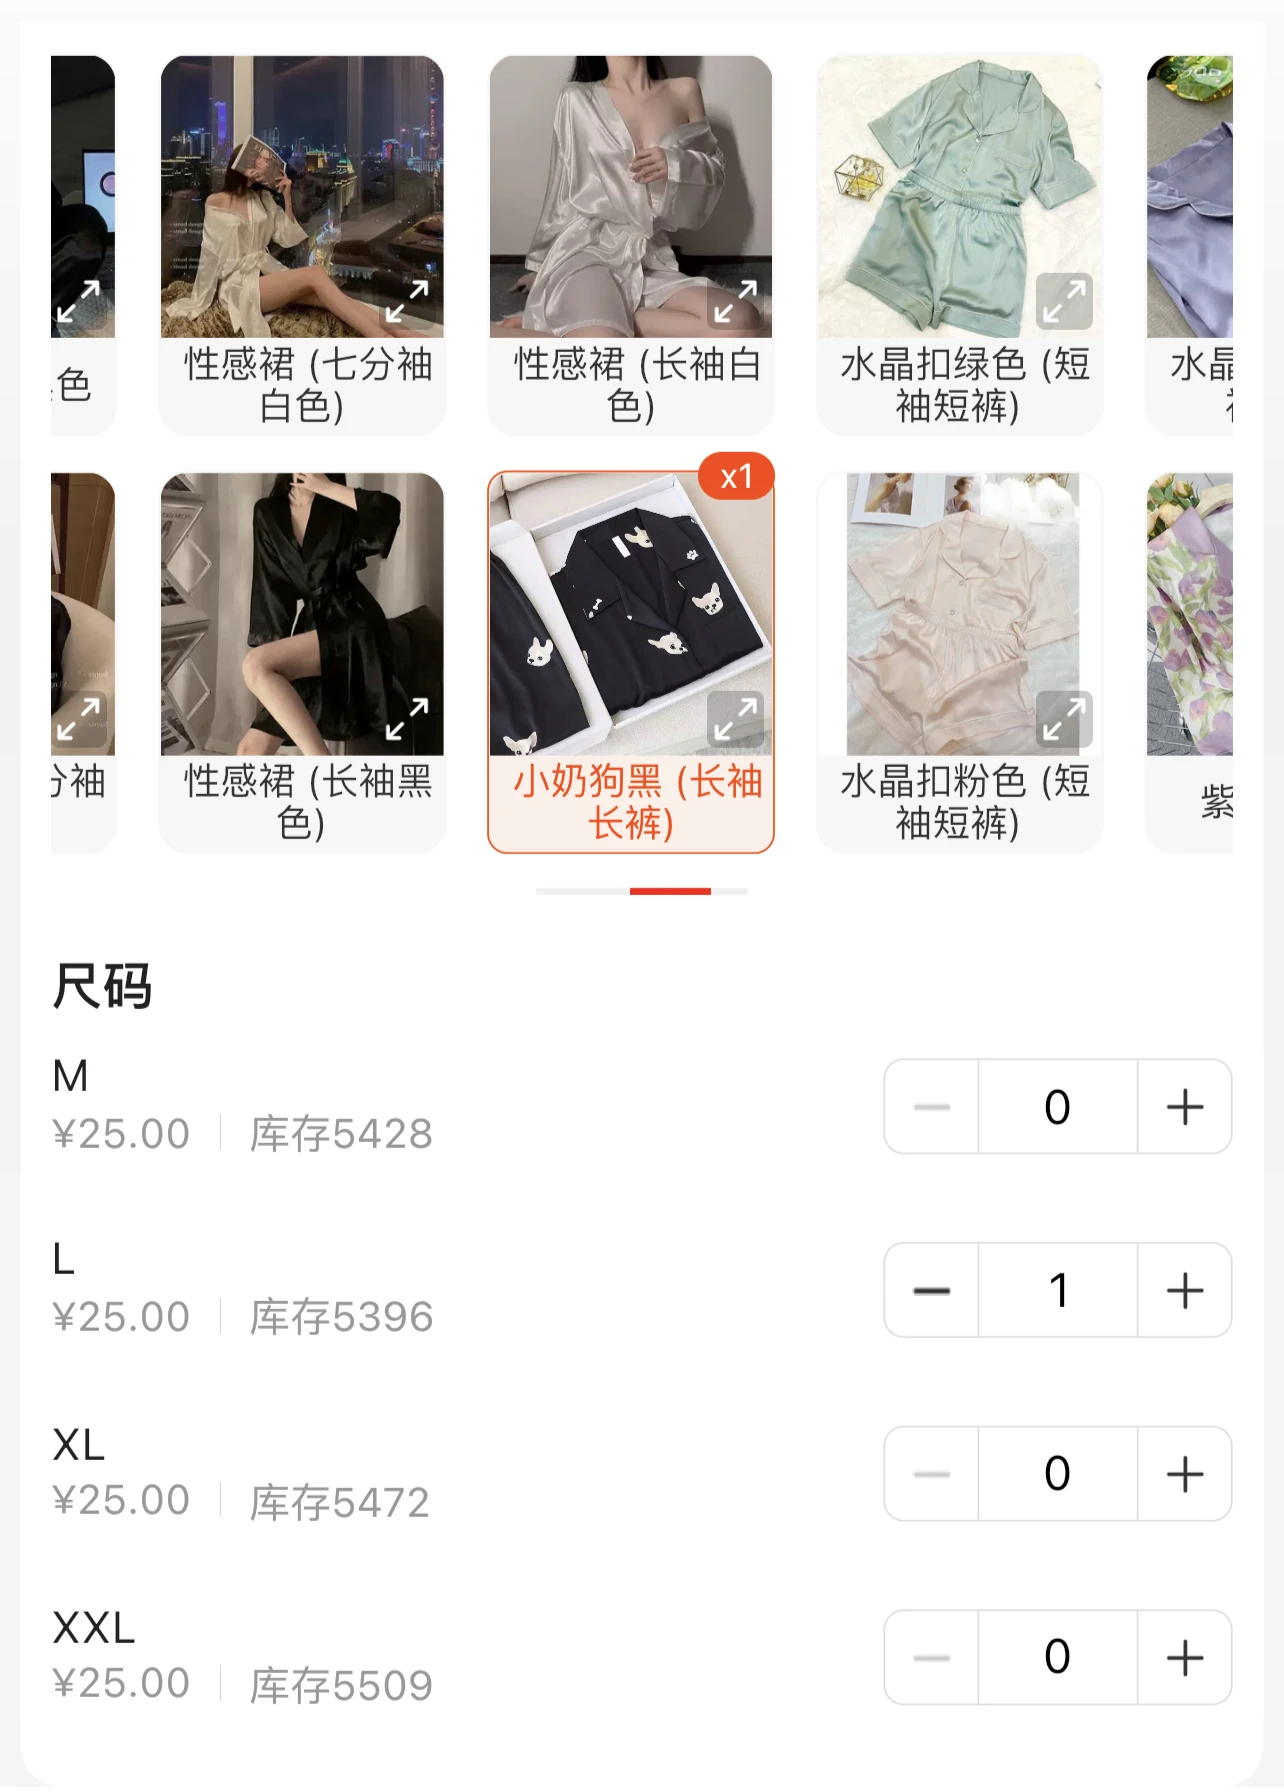 色
性感裙 (七分袖
白色)
性感裙 (长袖白
色)
水晶扣绿色 (短
袖短裤)
水晶
x1
分袖
性感裙 (长袖黑
色)
小奶狗黑 (长袖
长裤)
水晶扣粉色 (短
袖短裤)
紫
尺码
M
¥25.00 库存5428
0
L
¥25.00 库存5396
1
XL
¥25.00 库存5472
0
XXL
¥25.00 库存5509
0